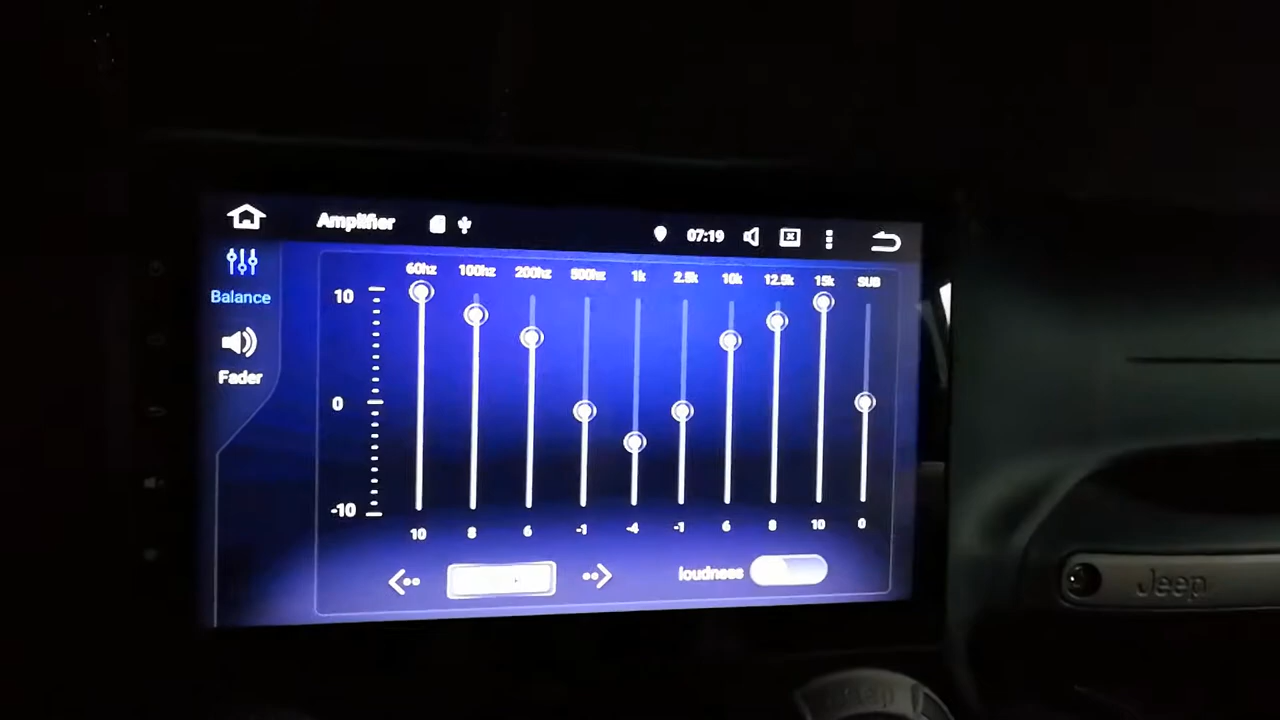 Amplifier 07:19
Balance
Fader
60hz 100hz 200hz 500hz 1k 2.5k 10k 12.5k 15k SUB
10
0
-10
10 8 6 -1 -4 -1 6 8 10 0
loudness
Jeep